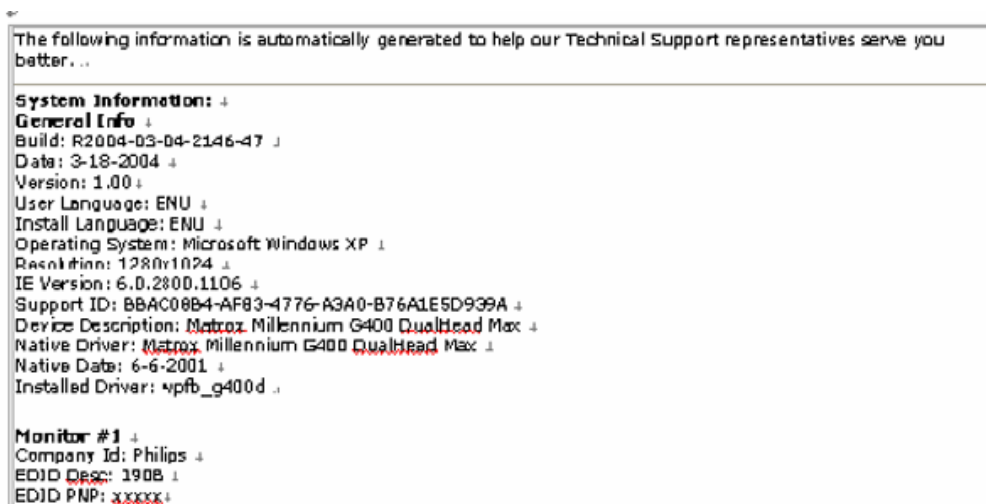 The following information is automatically generated to help our Technical Support representatives serve you
better...
System Information:
General Info
Build: R2004-03-04-2146-47
Date: 3-18-2004
Version: 1.00
User Language: ENU
Install Language: ENU
Operating System: Microsoft Windows XP
Resolution: 1280x1024
IE Version: 6.0.2800.1106
Support ID: BBAC08B4-AF83-4776-A3A0-B76A1E5D939A
Device Description: Matrox Millennium G400 DualHead Max
Native Driver: Matrox Millennium G400 DualHead Max
Native Date: 6-6-2001
Installed Driver: vpfb_g400d
Monitor #1
Company Id: Philips
EDID Desc: 190B
EDID PNP: xxxxx